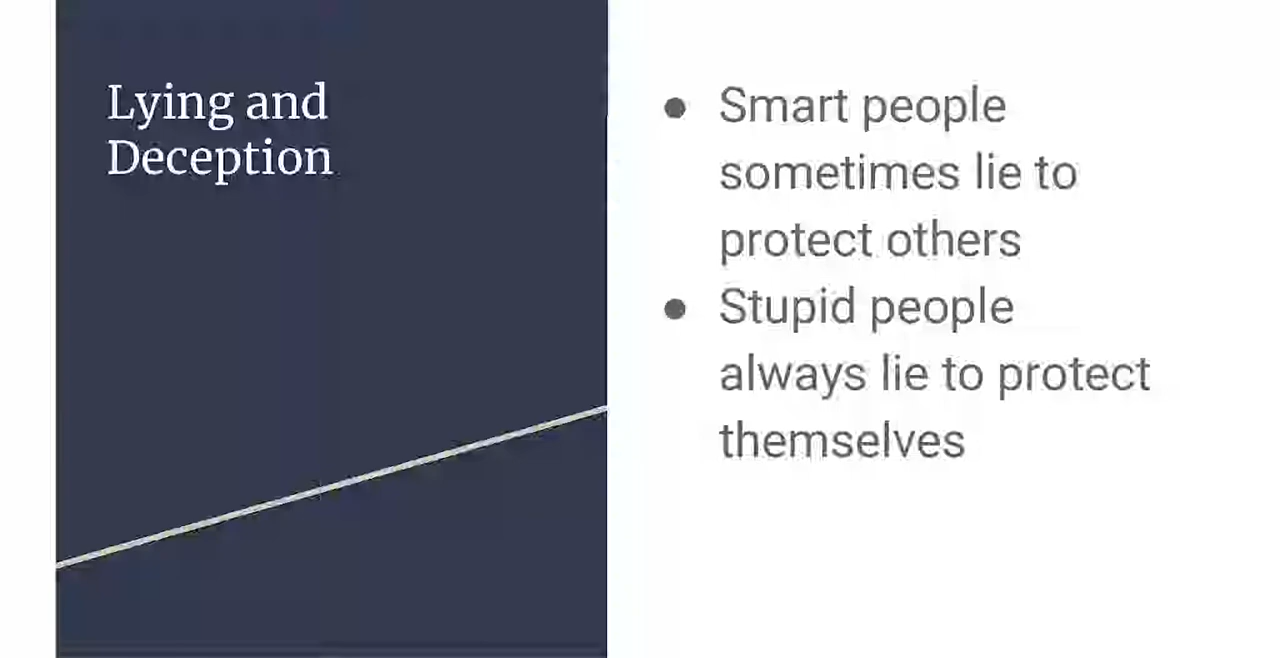 Lying and
Deception
● Smart people
sometimes lie to
protect others
● Stupid people
always lie to protect
themselves